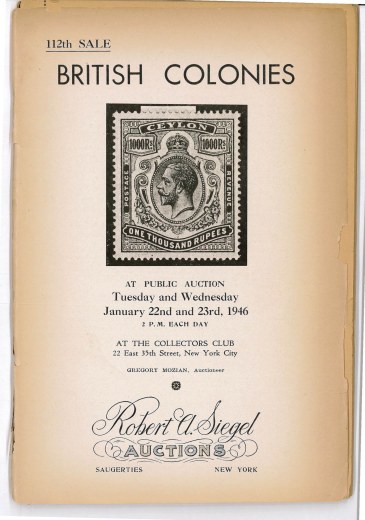 112th SALE
BRITISH COLONIES
CEYLON
1000Rs 1000Rs
POSTAGE REVENUE
ONE THOUSAND RUPEES
AT PUBLIC AUCTION
Tuesday and Wednesday
January 22nd and 23rd, 1946
2 P.M. EACH DAY
AT THE COLLECTORS CLUB
22 East 35th Street, New York City
GREGORY MOZIAN, Auctioneer
Robert A. Siegel
AUCTIONS
SAUGERTIES NEW YORK